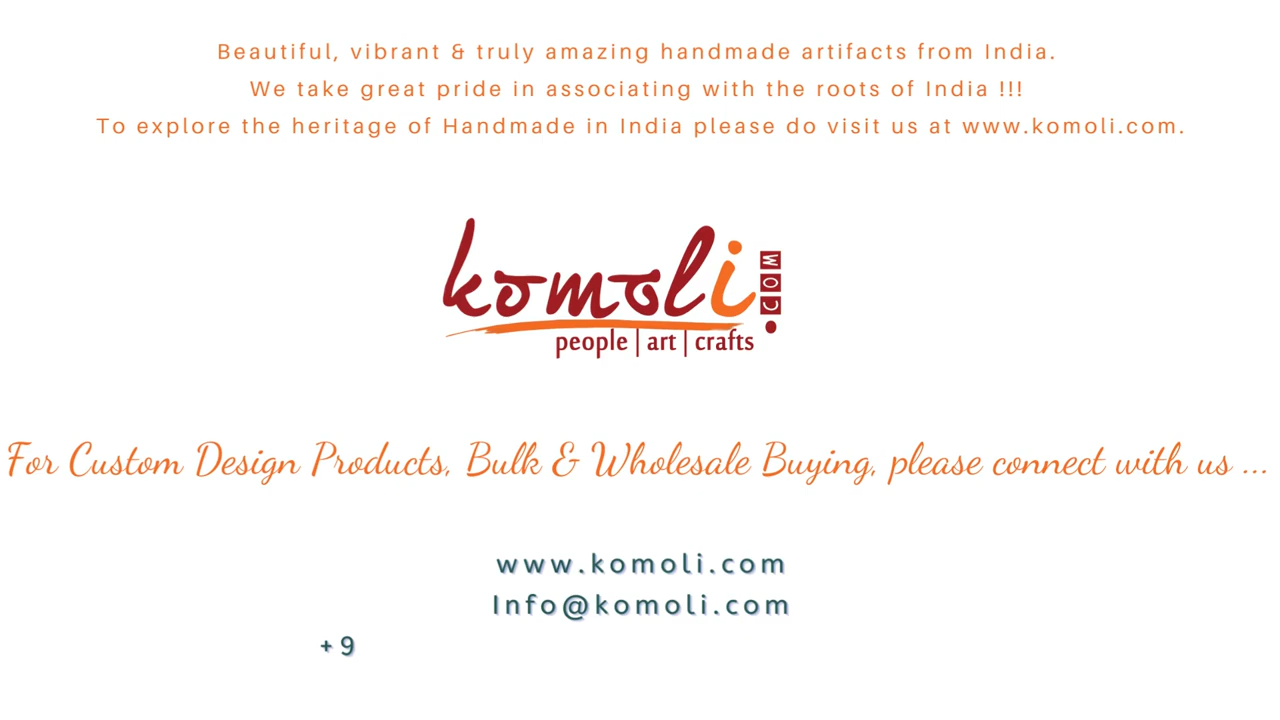 Beautiful, vibrant & truly amazing handmade artifacts from India.
We take great pride in associating with the roots of India !!!
To explore the heritage of Handmade in India please do visit us at www.komoli.com.
komoli
.COM
people | art | crafts
For Custom Design Products, Bulk & Wholesale Buying, please connect with us ...
www.komoli.com
Info@komoli.com
+9